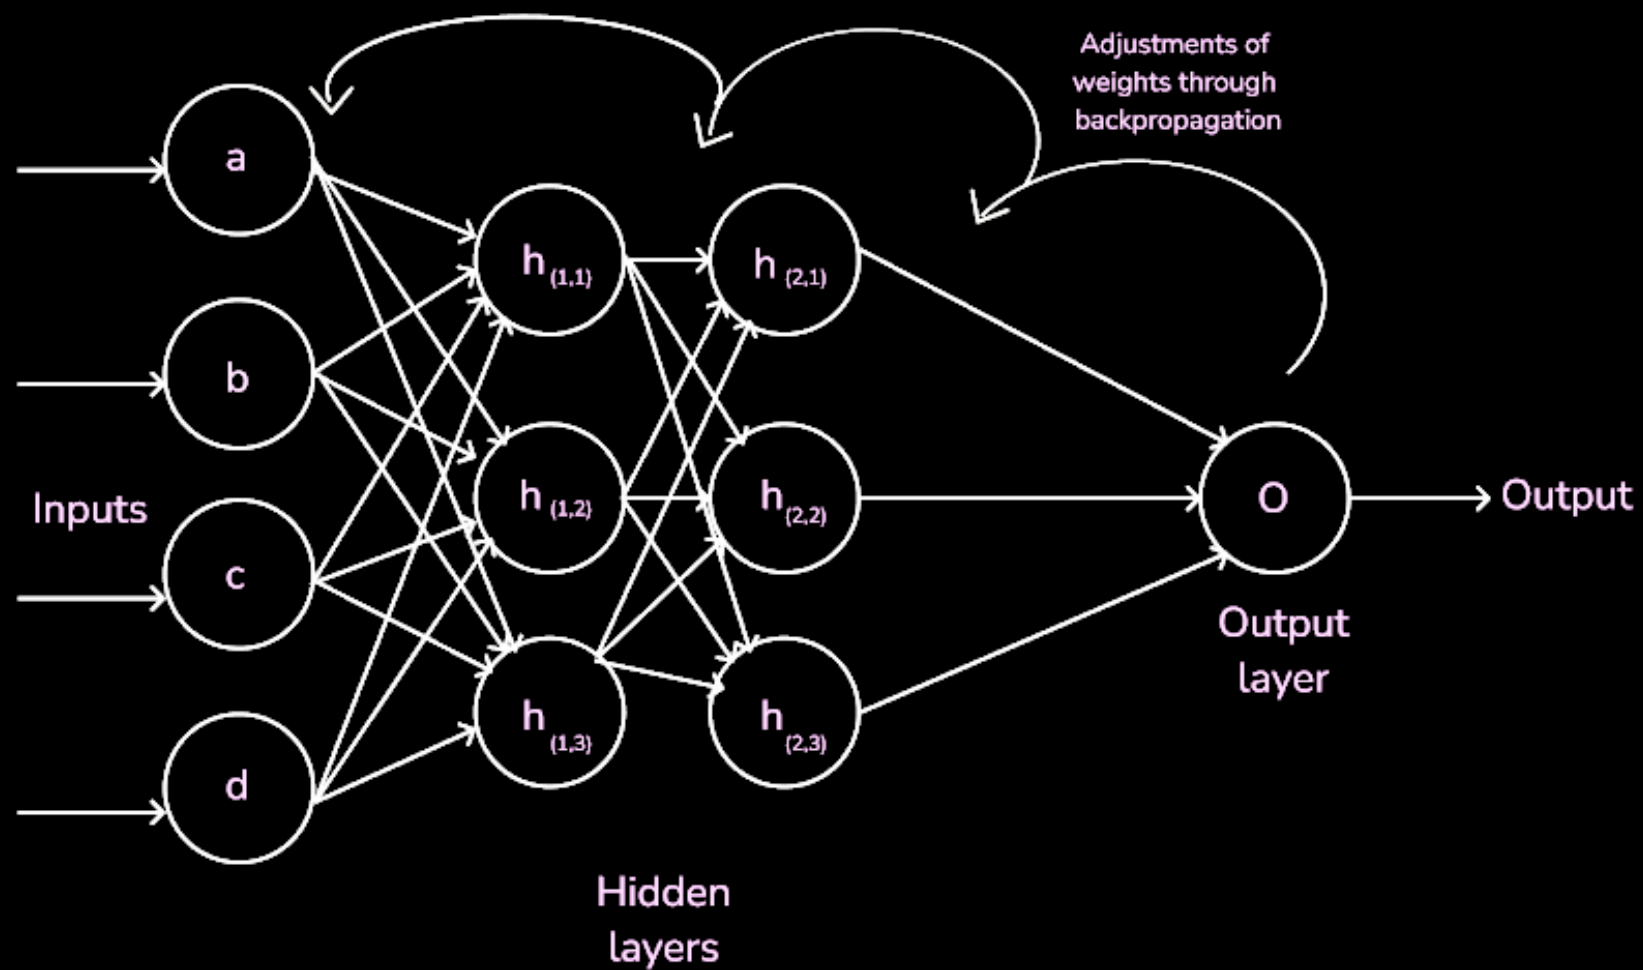 Adjustments of
weights through
backpropagation
a
b
c
d
Inputs
h (1,1)
h (1,2)
h (1,3)
h (2,1)
h (2,2)
h (2,3)
Hidden
layers
O
Output
layer
Output